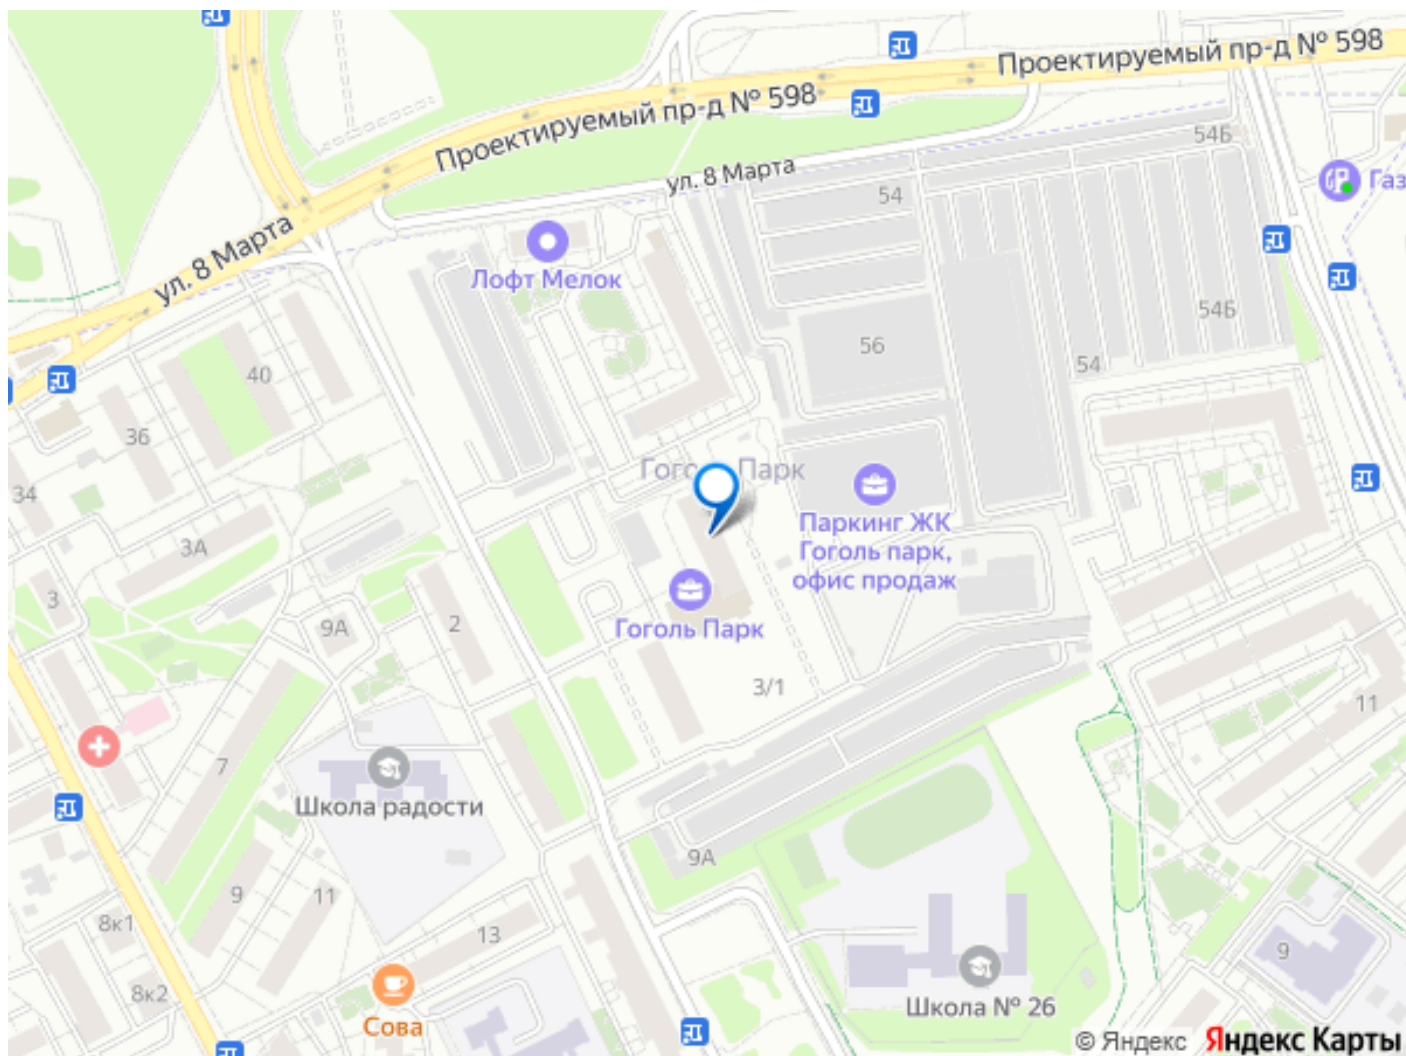 Проектируемый пр-д № 598
Проектируемый пр-д № 598
54Б
ул. 8 Марта
54
Газ
ул. 8 Марта
Лофт Мелок
54Б
56
54
40
36
Гоголь Парк
34
Паркинг ЖК
Гоголь парк,
офис продаж
3А
3
9А
2
Гоголь Парк
3/1
11
7
Школа радости
9А
9
11
8к1
13
9
8к2
Школа № 26
Сова
© Яндекс Яндекс Карты